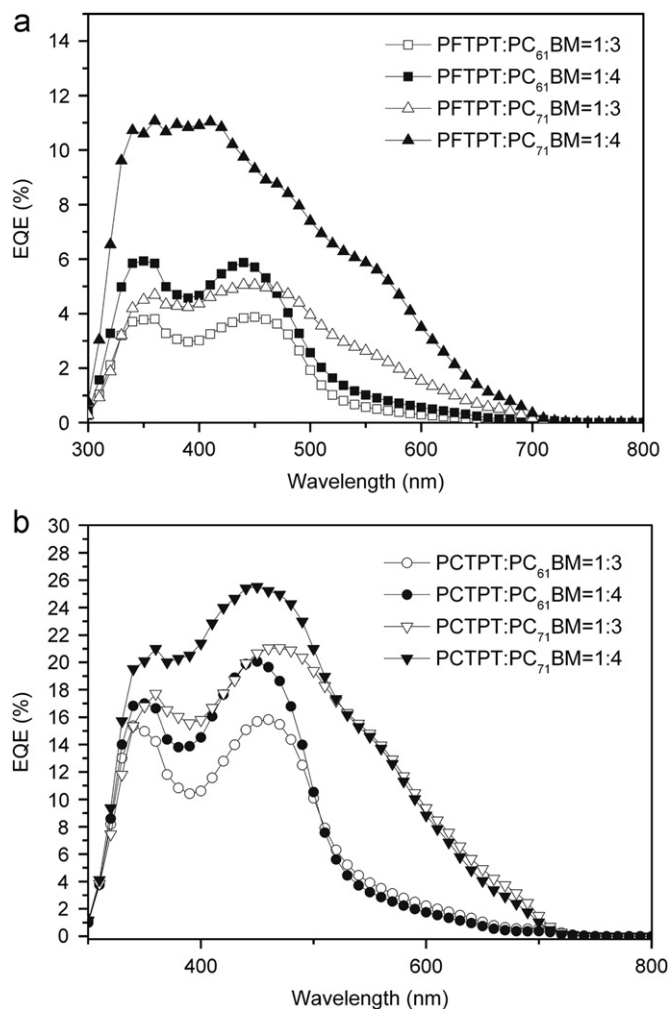 a
14
12
10
8
6
4
2
0
EQE (%)
PFTPT:PC₆₁BM=1:3
PFTPT:PC₆₁BM=1:4
PFTPT:PC₇₁BM=1:3
PFTPT:PC₇₁BM=1:4
300 400 500 600 700 800
Wavelength (nm)
b
30
28
26
24
22
20
18
16
14
12
10
8
6
4
2
0
EQE (%)
PCTPT:PC₆₁BM=1:3
PCTPT:PC₆₁BM=1:4
PCTPT:PC₇₁BM=1:3
PCTPT:PC₇₁BM=1:4
400 600 800
Wavelength (nm)